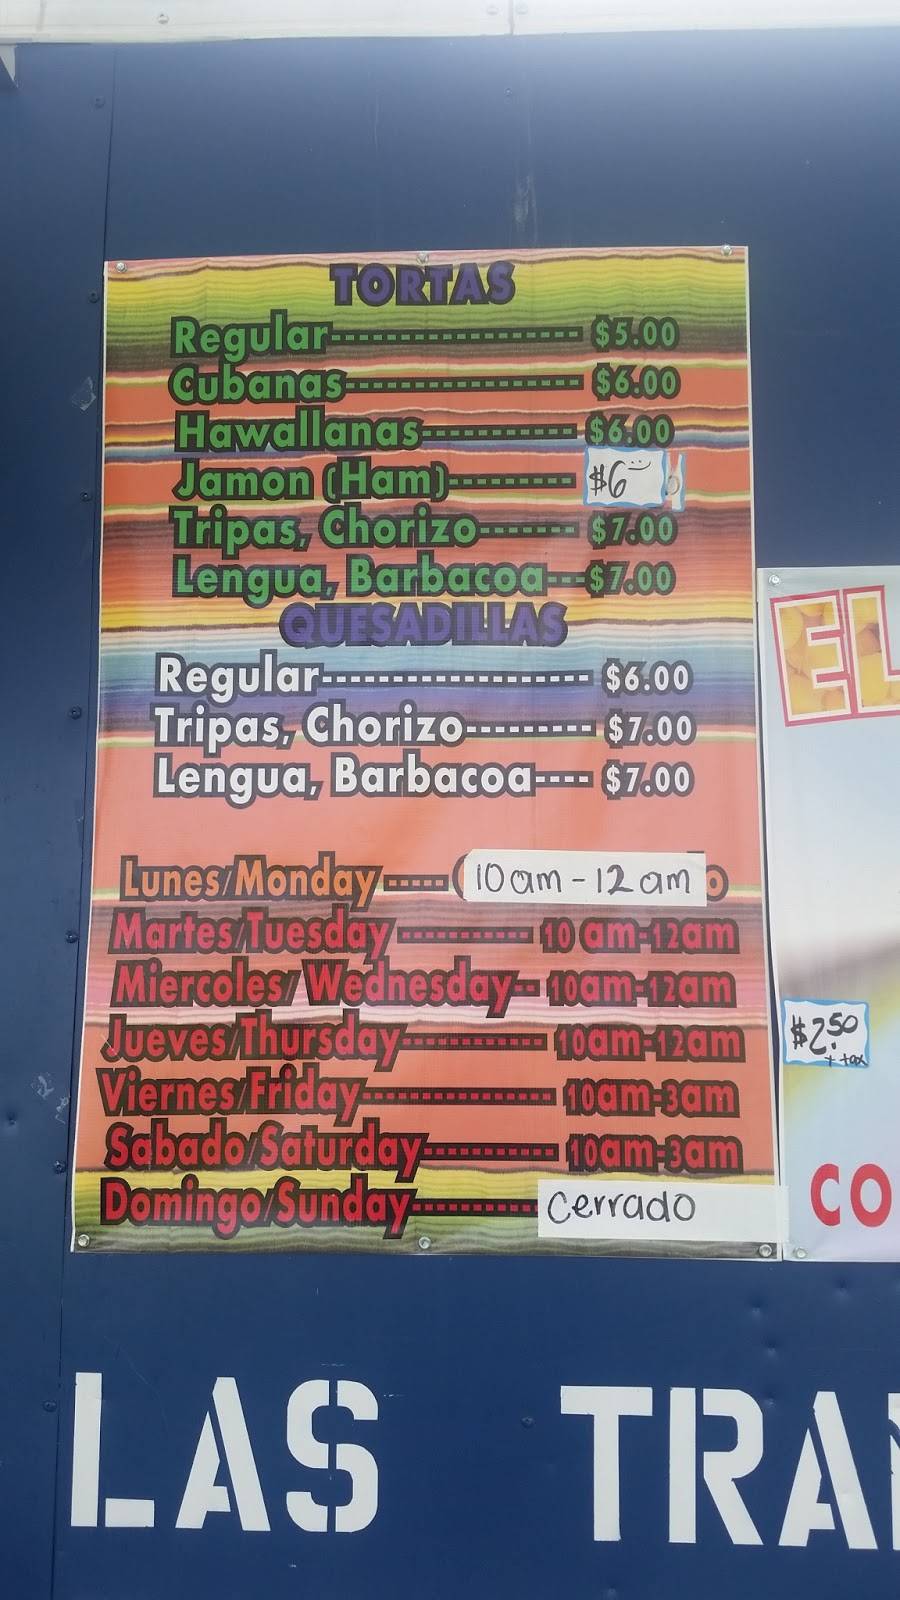 TORTAS
Regular----------------- $5.00
Cubanas----------------- $6.00
Hawallanas----------- $6.00
Jamon (Ham)--------- $6
Tripas, Chorizo------- $7.00
Lengua, Barbacoa---$7.00
QUESADILLAS
Regular------------------- $6.00
Tripas, Chorizo--------- $7.00
Lengua, Barbacoa---- $7.00
Lunes/Monday-----( 10am - 12am o
Martes/Tuesday ---------- 10 am-12am
Miercoles/ Wednesday-- 10am-12am
Jueves/Thursday----------- 10am-12am
Viernes/Friday--------------- 10am-3am
Sabado/Saturday---------- 10am-3am
Domingo/Sunday--------- Cerrado
EL
$2.50
+ tax
CO
LAS TRA